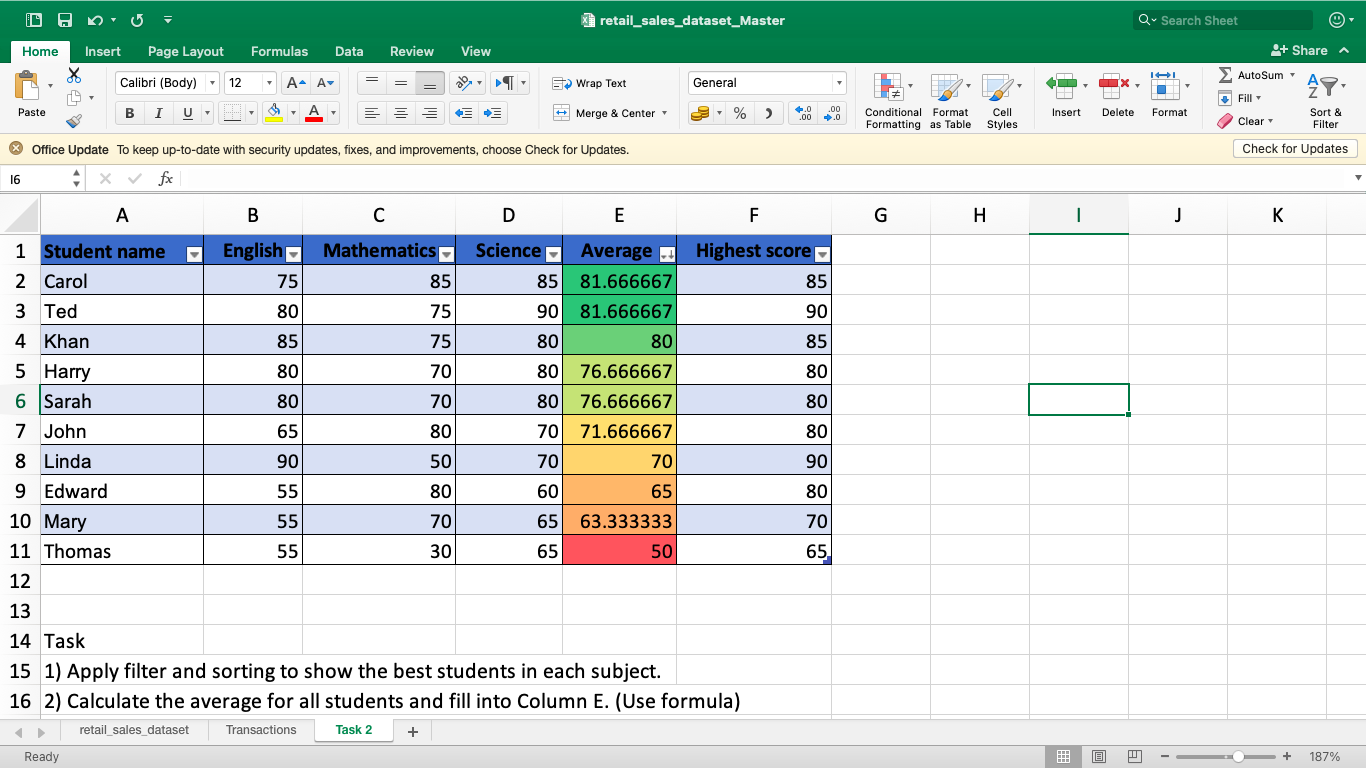 retail_sales_dataset_Master
Search Sheet
Home Insert Page Layout Formulas Data Review View
Share
Paste
Calibri (Body) 12 A A
B I U A
Wrap Text
Merge & Center
General
%
Conditional Formatting
Format as Table
Cell Styles
Insert
Delete
Format
AutoSum
Fill
Clear
Sort & Filter
Office Update To keep up-to-date with security updates, fixes, and improvements, choose Check for Updates.
Check for Updates
I6 fx
A B C D E F G H I J K
1 Student name English Mathematics Science Average Highest score
2 Carol 75 85 85 81.666667 85
3 Ted 80 75 90 81.666667 90
4 Khan 85 75 80 80 85
5 Harry 80 70 80 76.666667 80
6 Sarah 80 70 80 76.666667 80
7 John 65 80 70 71.666667 80
8 Linda 90 50 70 70 90
9 Edward 55 80 60 65 80
10 Mary 55 70 65 63.333333 70
11 Thomas 55 30 65 50 65
12
13
14 Task
15 1) Apply filter and sorting to show the best students in each subject.
16 2) Calculate the average for all students and fill into Column E. (Use formula)
retail_sales_dataset Transactions Task 2 +
Ready
187%